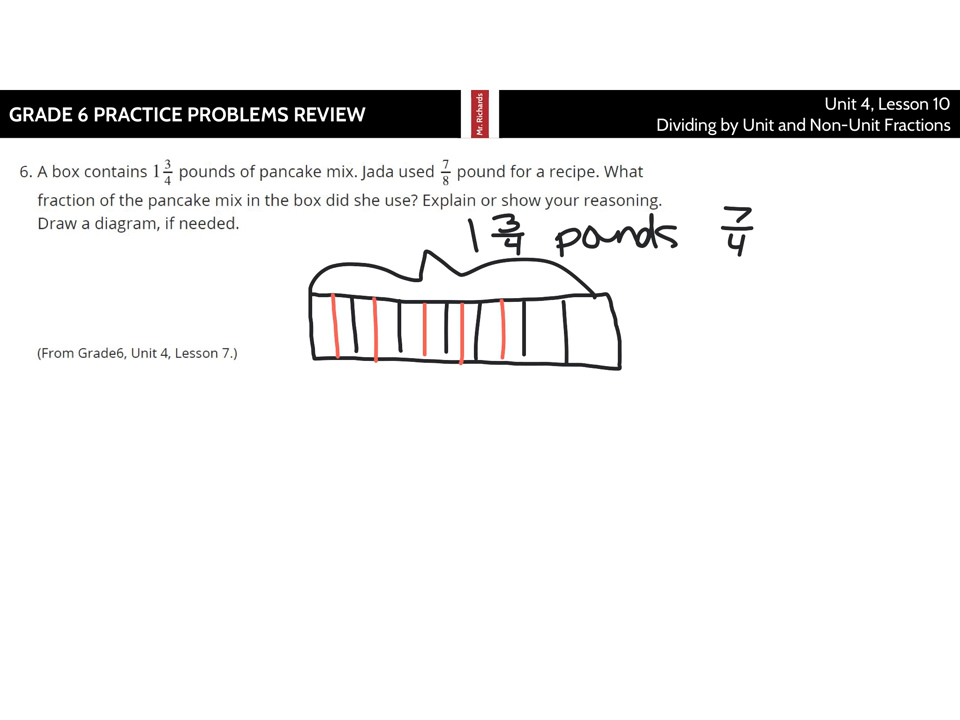 GRADE 6 PRACTICE PROBLEMS REVIEW
Mr. Richards
Unit 4, Lesson 10
Dividing by Unit and Non-Unit Fractions
6. A box contains 1 3/4 pounds of pancake mix. Jada used 7/8 pound for a recipe. What
fraction of the pancake mix in the box did she use? Explain or show your reasoning.
Draw a diagram, if needed.
1 3/4 pounds 7/4
(From Grade6, Unit 4, Lesson 7.)